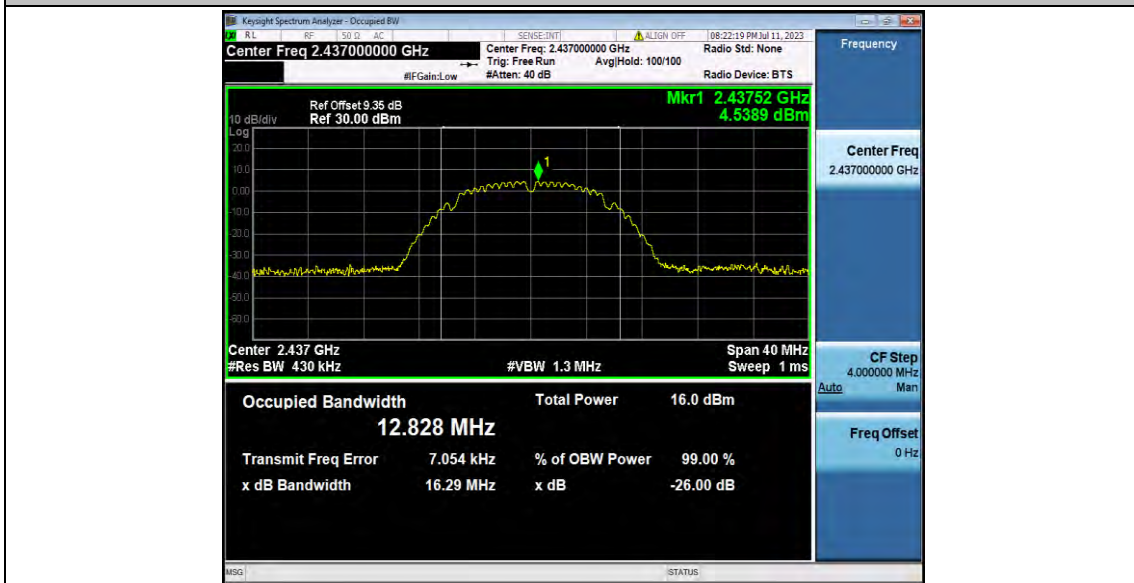 Keysight Spectrum Analyzer - Occupied BW
RL RF 50 Ω AC SENSE:INT ALIGN OFF 08:22:19 PM Jul 11, 2023
Center Freq 2.437000000 GHz
Center Freq: 2.437000000 GHz
Radio Std: None
Trig: Free Run Avg|Hold: 100/100
#IFGain:Low
#Atten: 40 dB
Radio Device: BTS
Frequency
Mkr1 2.43752 GHz
4.5389 dBm
Ref Offset 9.35 dB
10 dB/div Ref 30.00 dBm
Log
20.0
10.0
0.00
-10.0
-20.0
-30.0
-40.0
-50.0
-60.0
1
Center 2.437 GHz
Span 40 MHz
#Res BW 430 kHz
#VBW 1.3 MHz
Sweep 1 ms
Center Freq
2.437000000 GHz
CF Step
4.000000 MHz
Auto Man
Freq Offset
0 Hz
Occupied Bandwidth
12.828 MHz
Total Power 16.0 dBm
Transmit Freq Error 7.054 kHz
% of OBW Power 99.00 %
x dB Bandwidth 16.29 MHz
x dB -26.00 dB
MSG
STATUS